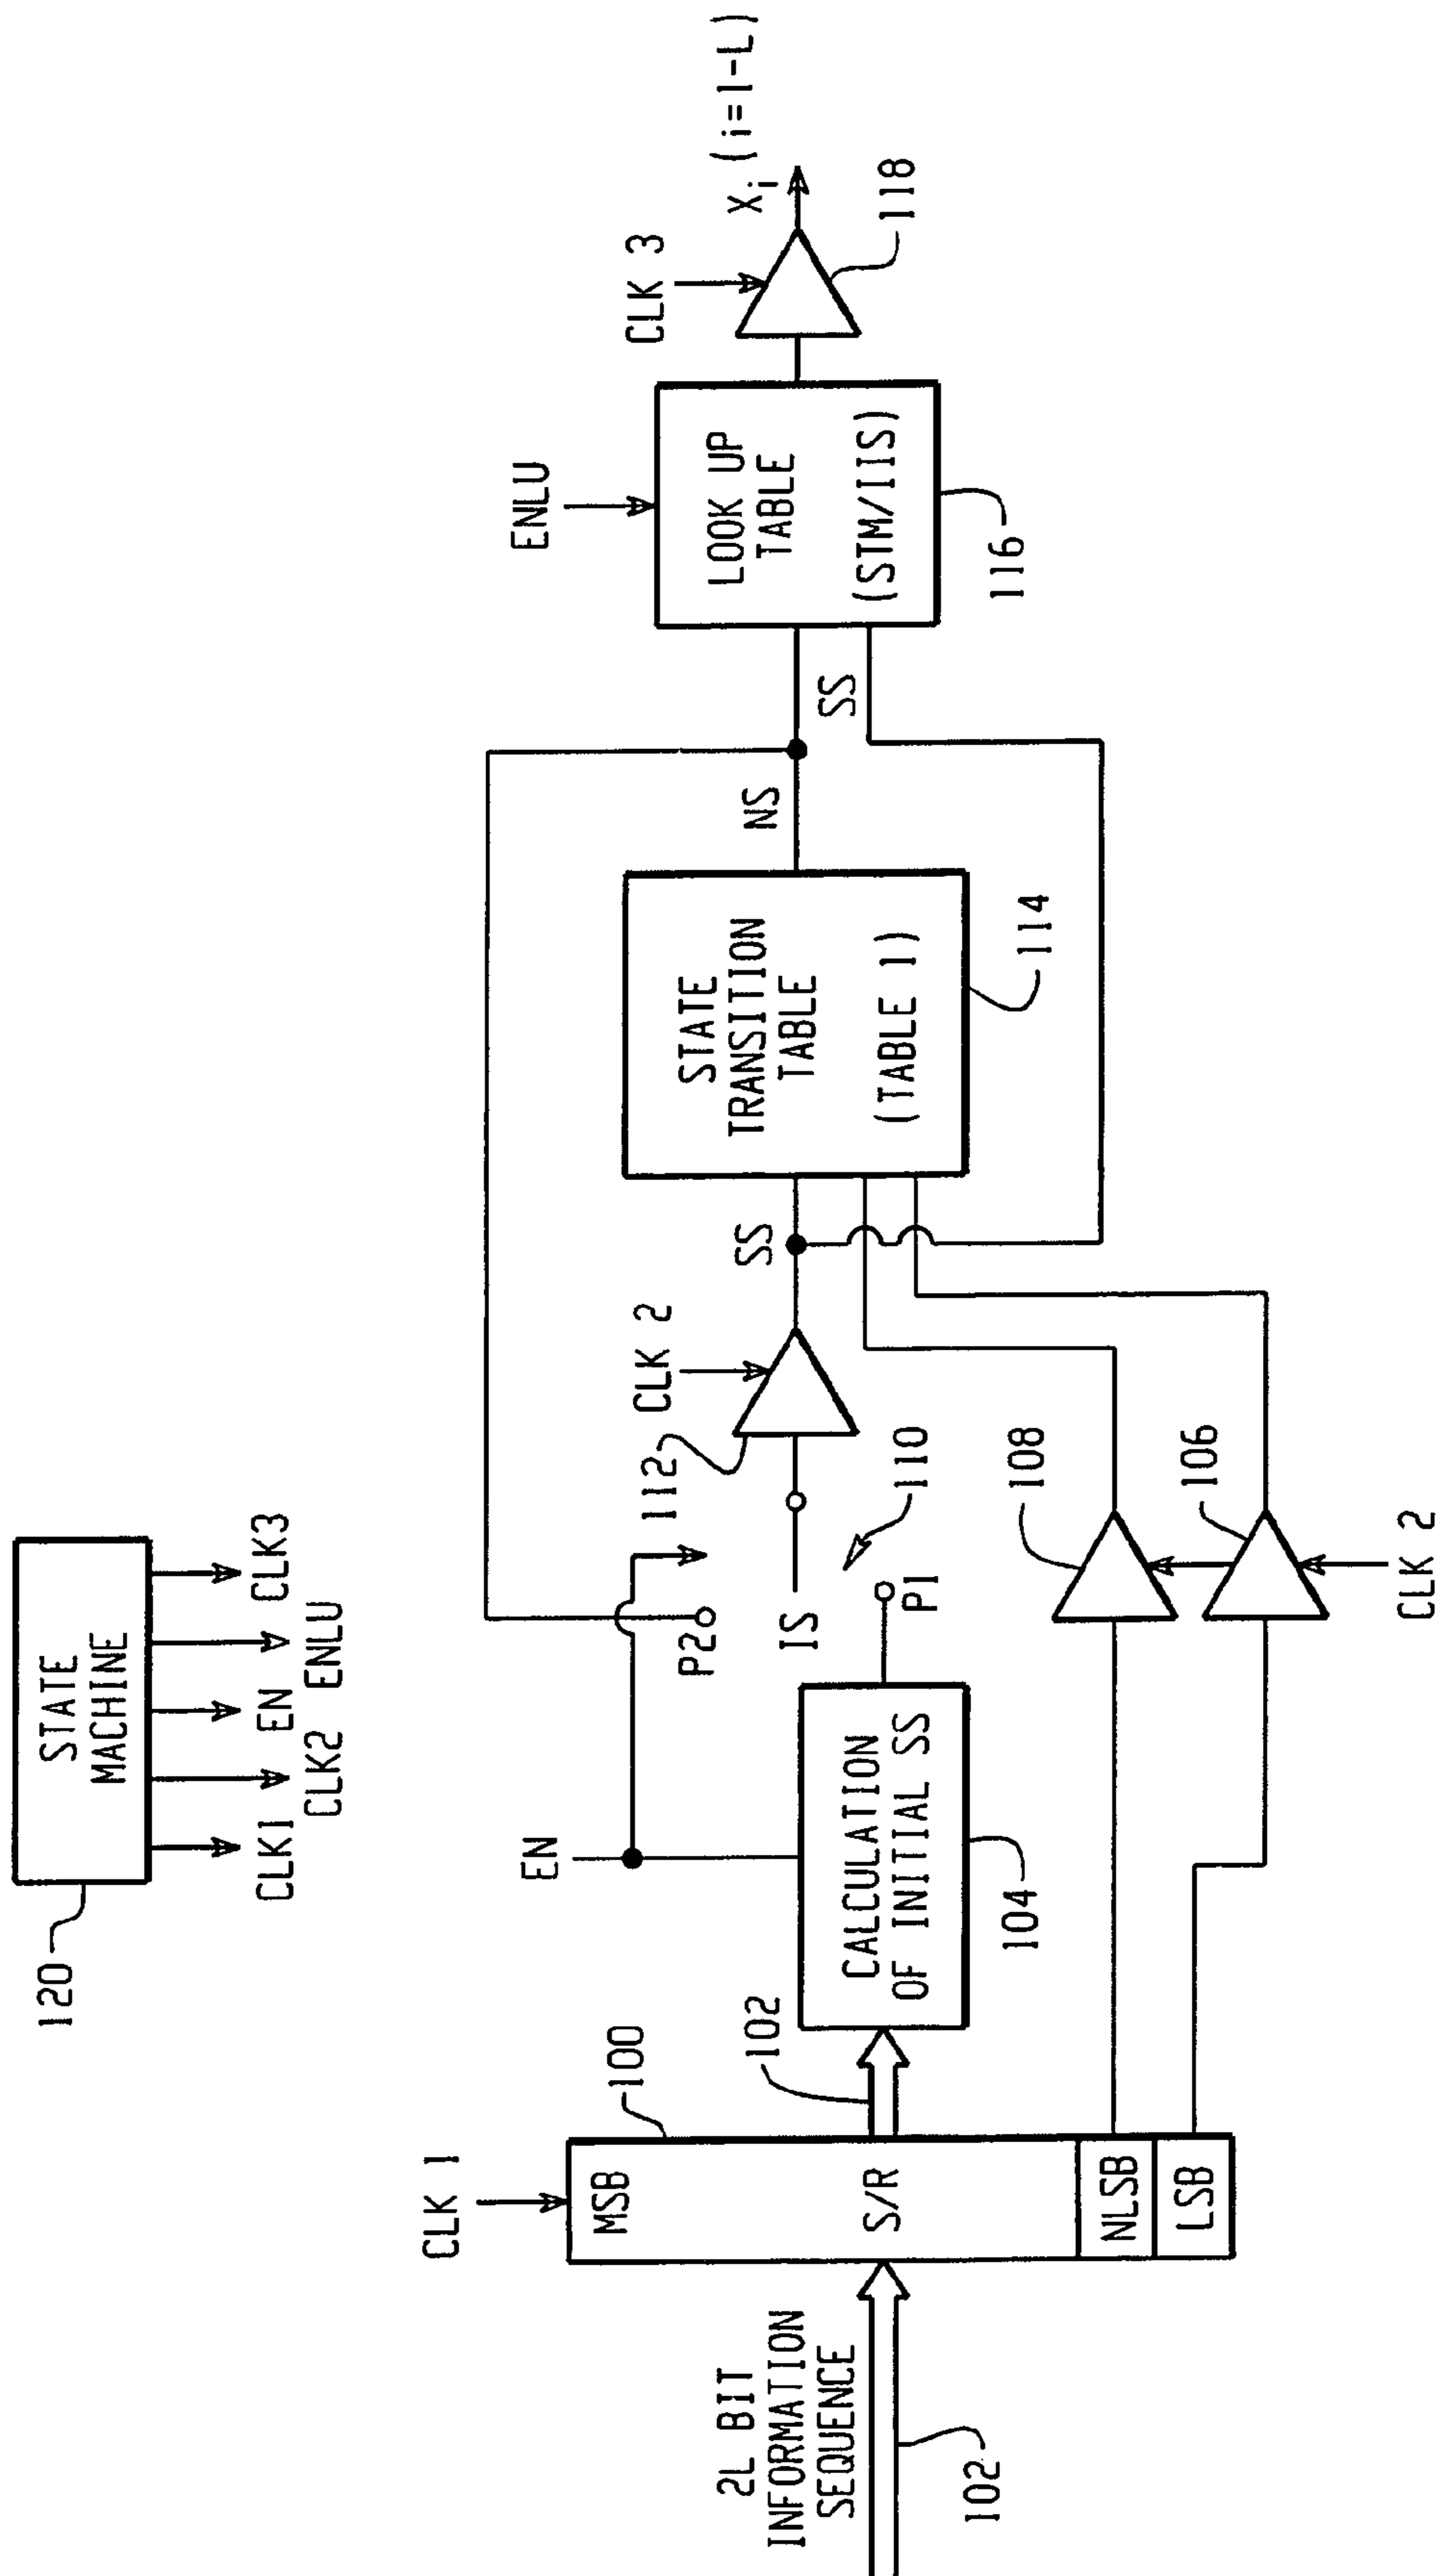 120
STATE
MACHINE
CLK1
CLK2
EN
ENLU
CLK3
2L BIT
INFORMATION
SEQUENCE
102
CLK 1
MSB
S/R
NLSB
LSB
100
102
EN
CALCULATION
OF INITIAL SS
104
P1
P2
IS
110
112
CLK 2
108
106
CLK 2
SS
STATE
TRANSITION
TABLE
(TABLE 1)
114
NS
SS
ENLU
LOOK UP
TABLE
(STM/IIS)
116
CLK 3
118
Xi (i=1-L)